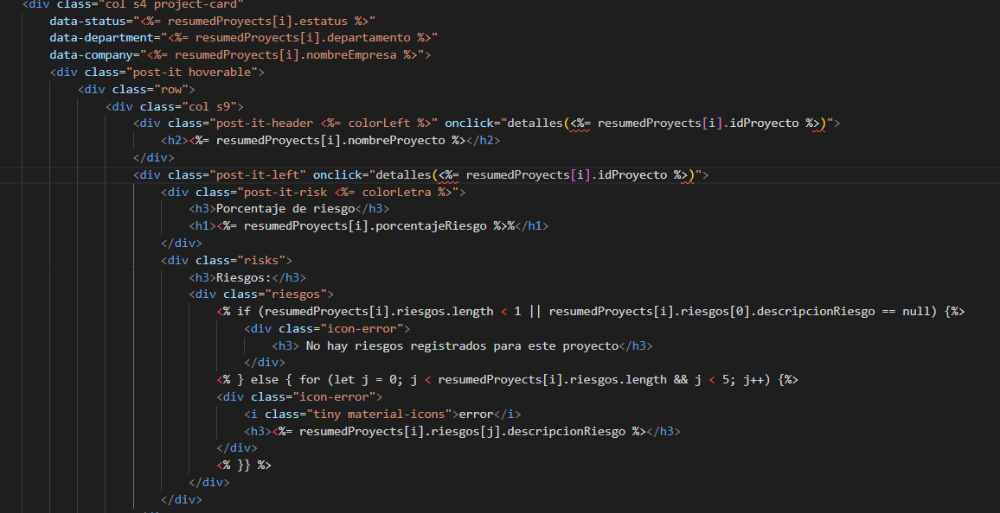 <div class="col s4 project-card"
data-status="<%= resumedProyects[i].estatus %>"
data-department="<%= resumedProyects[i].departamento %>"
data-company="<%= resumedProyects[i].nombreEmpresa %>">
<div class="post-it hoverable">
<div class="row">
<div class="col s9">
<div class="post-it-header <%= colorLeft %>" onclick="detalles(<%= resumedProyects[i].idProyecto %>)">
<h2><%= resumedProyects[i].nombreProyecto %></h2>
</div>
<div class="post-it-left" onclick="detalles(<%= resumedProyects[i].idProyecto %>)">
<div class="post-it-risk <%= colorLetra %>">
<h3>Porcentaje de riesgo</h3>
<h1><%= resumedProyects[i].porcentajeRiesgo %>%</h1>
</div>
<div class="risks">
<h3>Riesgos:</h3>
<div class="riesgos">
<% if (resumedProyects[i].riesgos.length < 1 || resumedProyects[i].riesgos[0].descripcionRiesgo == null) {%>
<div class="icon-error">
<h3> No hay riesgos registrados para este proyecto</h3>
</div>
<% } else { for (let j = 0; j < resumedProyects[i].riesgos.length && j < 5; j++) {%>
<div class="icon-error">
<i class="tiny material-icons">error</i>
<h3><%= resumedProyects[i].riesgos[j].descripcionRiesgo %></h3>
</div>
<% }} %>
</div>
</div>